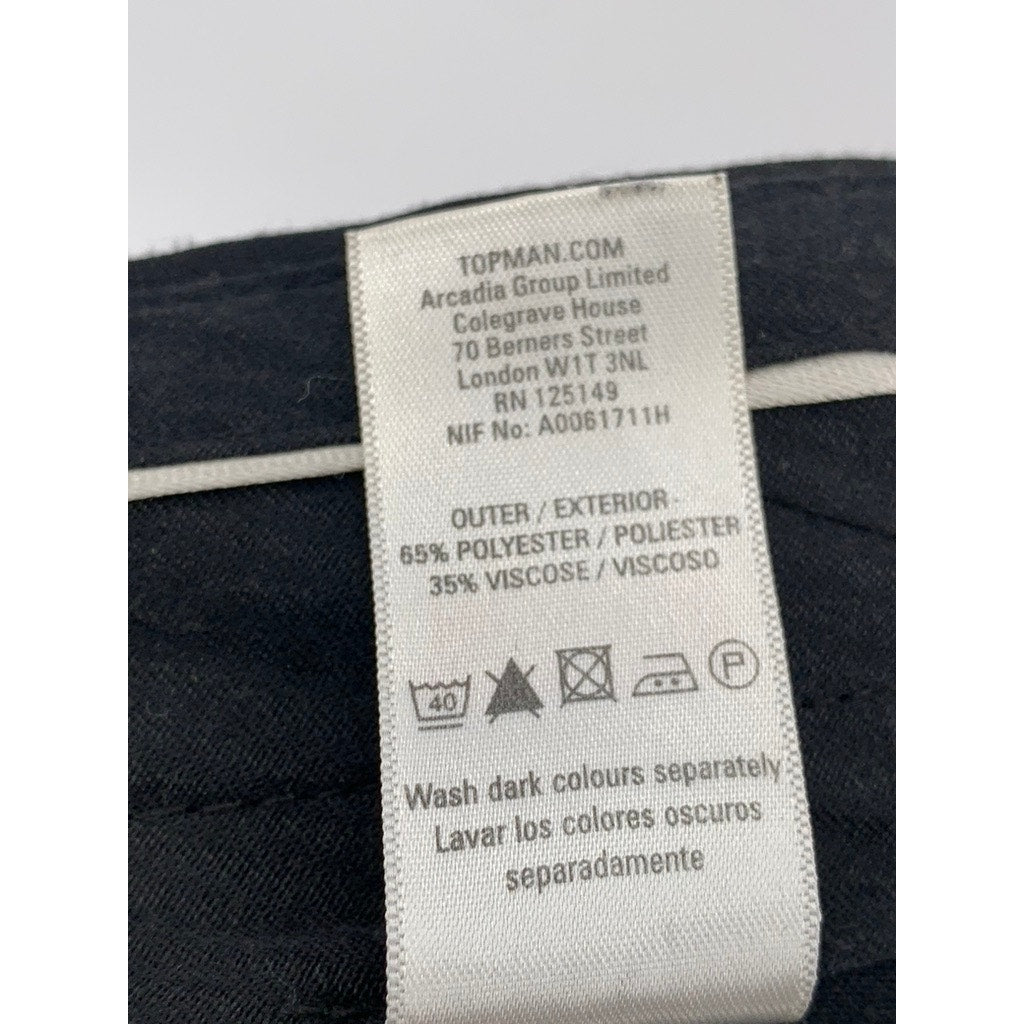 TOPMAN.COM
Arcadia Group Limited
Colegrave House
70 Berners Street
London W1T 3NL
RN 125149
NIF No: A0061711H
OUTER / EXTERIOR-
65% POLYESTER / POLIESTER
35% VISCOSE / VISCOSO
40
P
Wash dark colours separately
Lavar los colores oscuros
separadamente